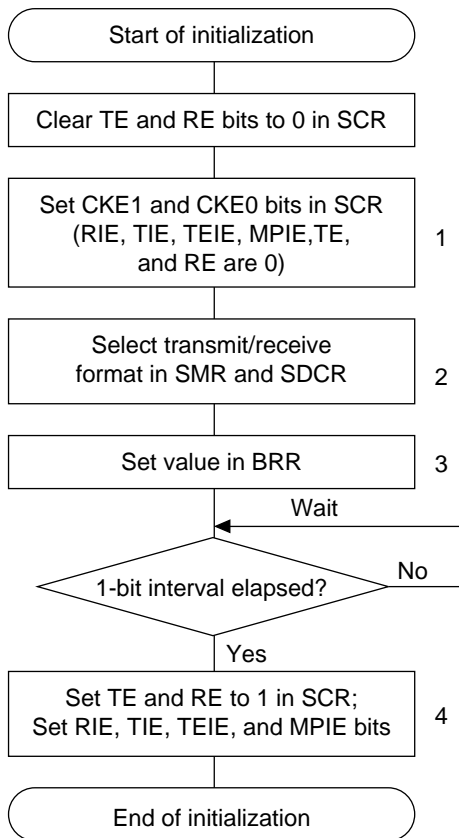 Start of initialization
Clear TE and RE bits to 0 in SCR
Set CKE1 and CKE0 bits in SCR
(RIE, TIE, TEIE, MPIE,TE,
and RE are 0)
1
Select transmit/receive
format in SMR and SDCR
2
Set value in BRR
3
Wait
1-bit interval elapsed?
No
Yes
Set TE and RE to 1 in SCR;
Set RIE, TIE, TEIE, and MPIE bits
4
End of initialization